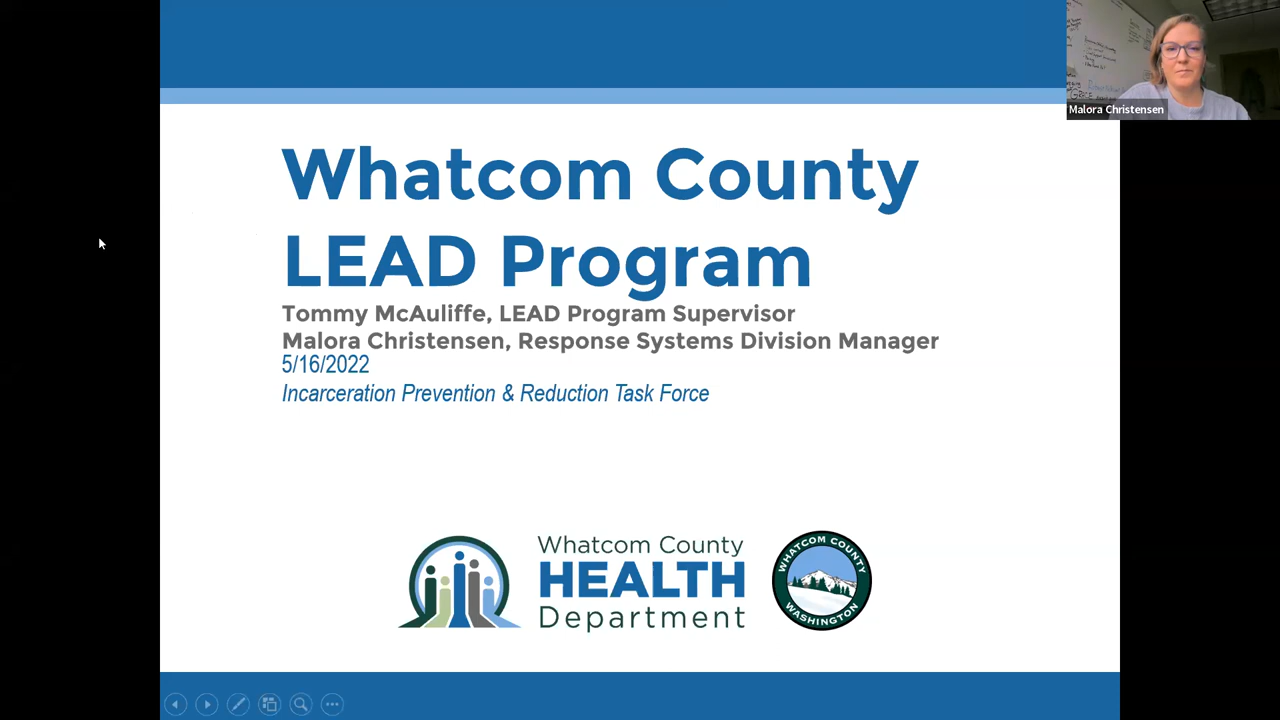 Whatcom County
LEAD Program
Tommy McAuliffe, LEAD Program Supervisor
Malora Christensen, Response Systems Division Manager
5/16/2022
Incarceration Prevention & Reduction Task Force
Whatcom County
HEALTH
Department
WHATCOM COUNTY
WASHINGTON
Malora Christensen